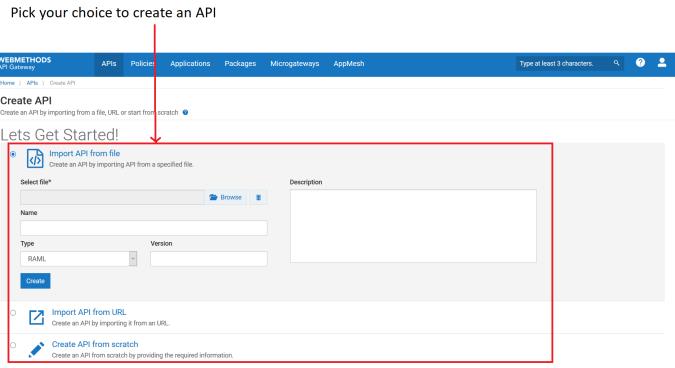 Pick your choice to create an API
WEBMETHODS
API Gateway
APIs Policies Applications Packages Microgateways AppMesh
Type at least 3 characters.
Home | APIs | Create API
Create API
Create an API by importing from a file, URL or start from scratch
Lets Get Started!
Import API from file
Create an API by importing API from a specified file.
Select file*
Description
Browse
Name
Type Version
RAML
Create
Import API from URL
Create an API by importing it from an URL.
Create API from scratch
Create an API from scratch by providing the required information.